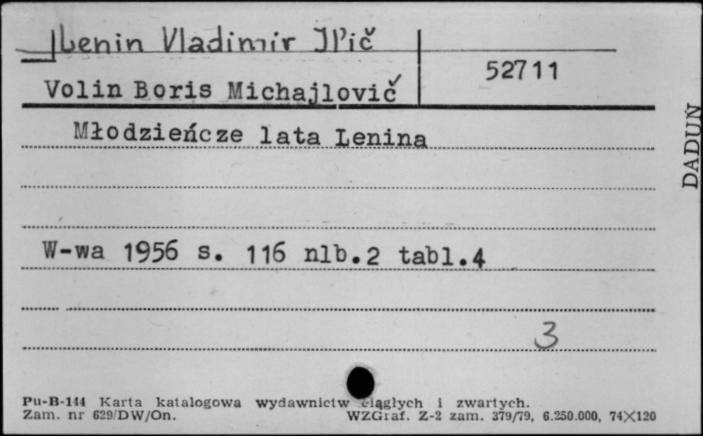 Lenin Vladimir Il'ič
52711
Volin Boris Michajlovič
Młodzieńcze lata Lenina
W-wa 1956 s. 116 nlb.2 tabl.4
3
Pu-B-144 Karta katalogowa wydawnictw ciągłych i zwartych.
Zam. nr 629/DW/On. WZGraf. Z-2 zam. 379/79, 6.250.000, 74×120
DADUŃ